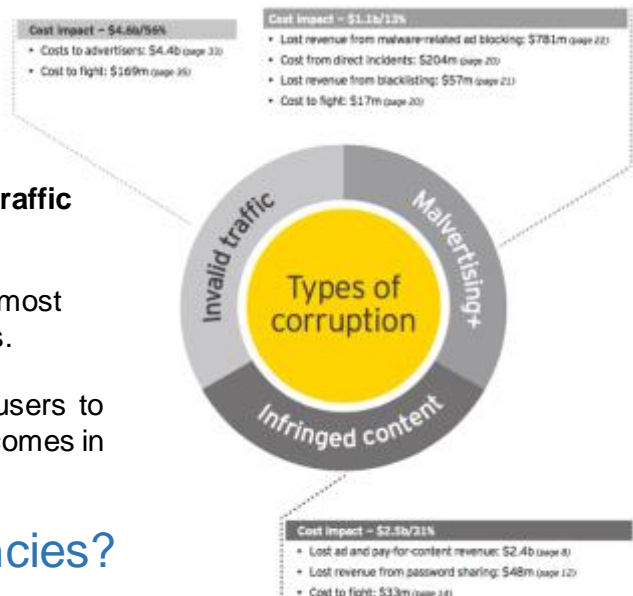 Cost impact – $4.6b/56%
• Costs to advertisers: $4.4b (page 33)
• Cost to fight: $169m (page 35)
Cost impact – $1.1b/13%
• Lost revenue from malware-related ad blocking: $781m (page 22)
• Cost from direct incidents: $204m (page 20)
• Lost revenue from blacklisting: $57m (page 21)
• Cost to fight: $17m (page 20)
raffic
most
s.
users to
comes in
ncies?
Invalid traffic
Malvertising+
Types of
corruption
Infringed content
Cost impact – $2.5b/31%
• Lost ad and pay-for-content revenue: $2.4b (page 8)
• Lost revenue from password sharing: $48m (page 12)
• Cost to fight: $33m (page 14)